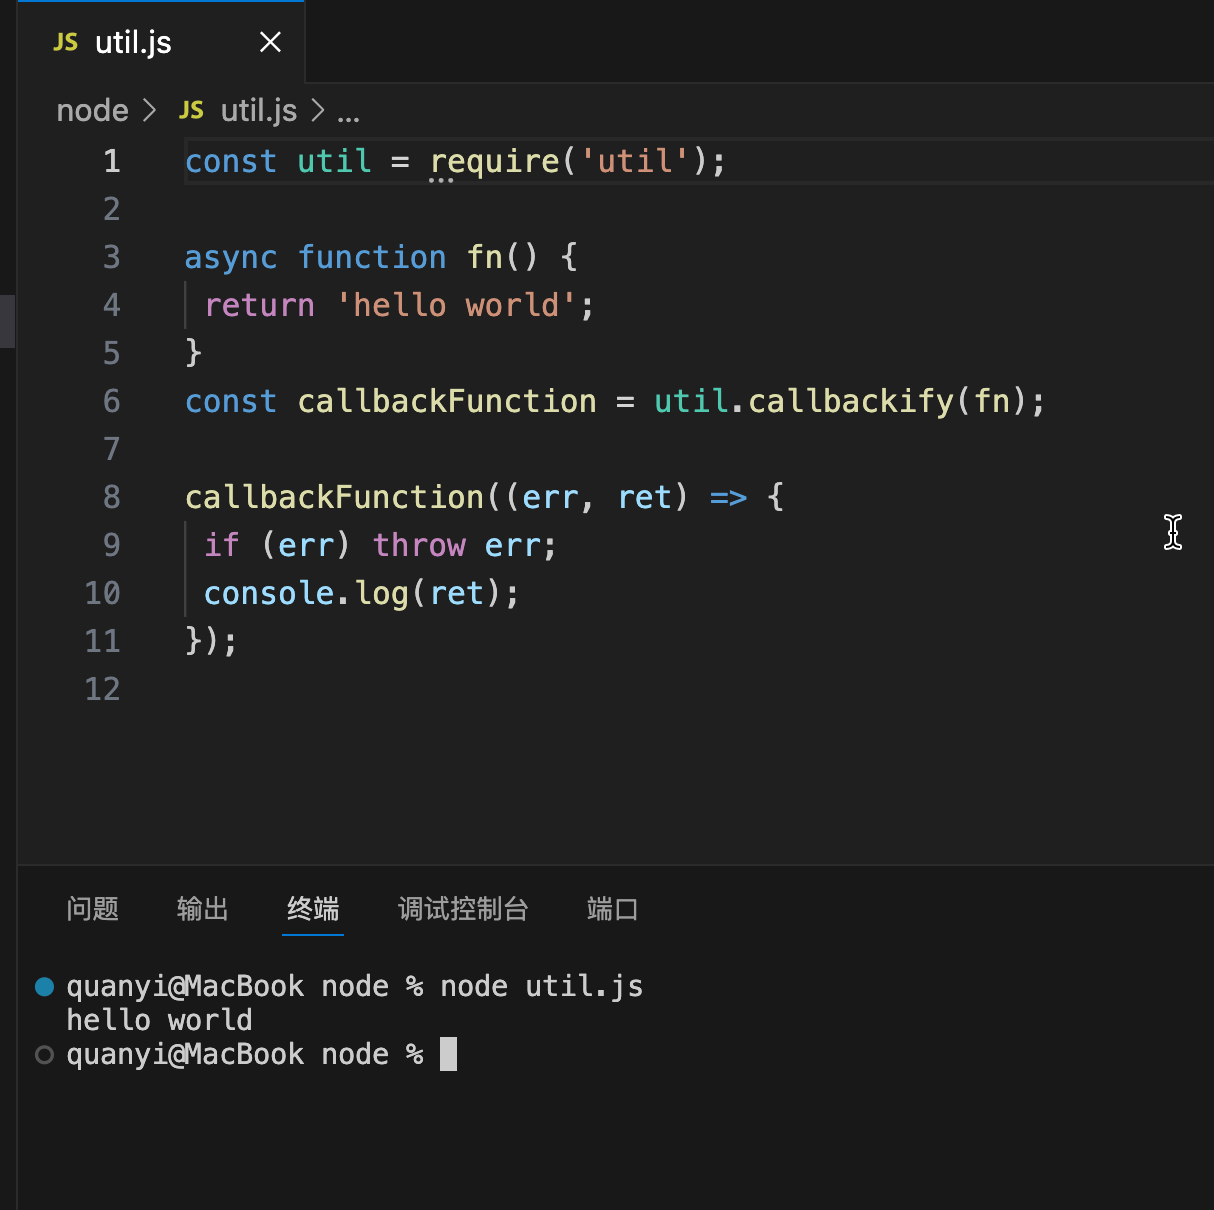 JS util.js
node > JS util.js > ...
1 const util = require('util');
2
3 async function fn() {
4 return 'hello world';
5 }
6 const callbackFunction = util.callbackify(fn);
7
8 callbackFunction((err, ret) => {
9 if (err) throw err;
10 console.log(ret);
11 });
12
问题 输出 终端 调试控制台 端口
quanyi@MacBook node % node util.js
hello world
quanyi@MacBook node %